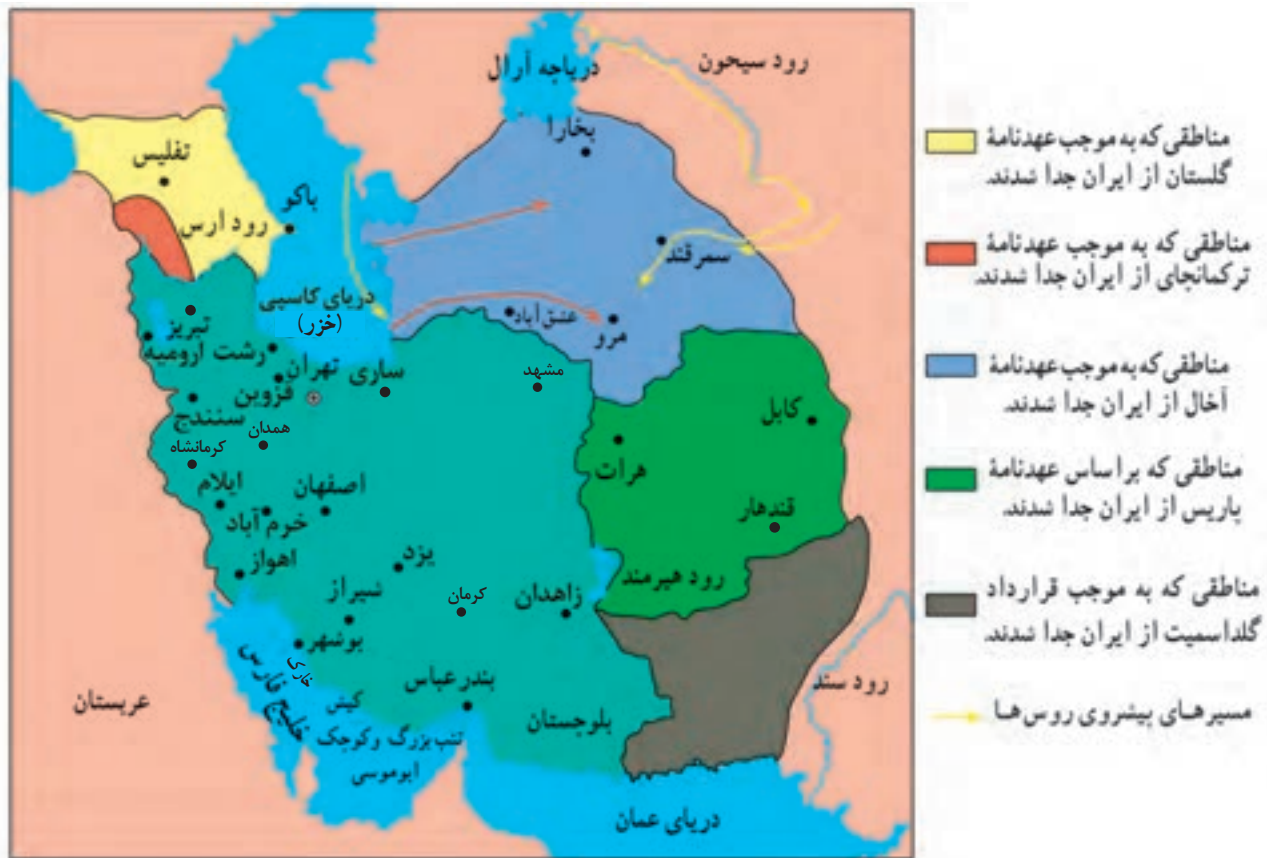 رود سیحون
دریاچه آرال
بخارا
تفلیس
باکو
رود ارس
سمرقند
دریای کاسپی
(خزر)
عشق آباد
مرو
تبریز
رشت ارومیه
تهران
ساری
مشهد
قزوین
سنندج
کابل
همدان
کرمانشاه
هرات
ایلام
اصفهان
خرم آباد
قندهار
اهواز
یزد
رود هیرمند
شیراز
کرمان
زاهدان
بوشهر
خارک
خلیج فارس
رود سند
عربستان
بندرعباس
کیش
بلوچستان
تنب بزرگ وکوچک
ابوموسی
دریای عمان
مناطقی که به موجب عهدنامهٔ
گلستان از ایران جدا شدند.
مناطقی که به موجب عهدنامهٔ
ترکمانچای از ایران جدا شدند.
مناطقی که به موجب عهدنامهٔ
آخال از ایران جدا شدند.
مناطقی که براساس عهدنامهٔ
پاریس از ایران جدا شدند.
مناطقی که به موجب قرارداد
گلداسمیت از ایران جدا شدند.
مسیرهای پیشروی روس‌ها